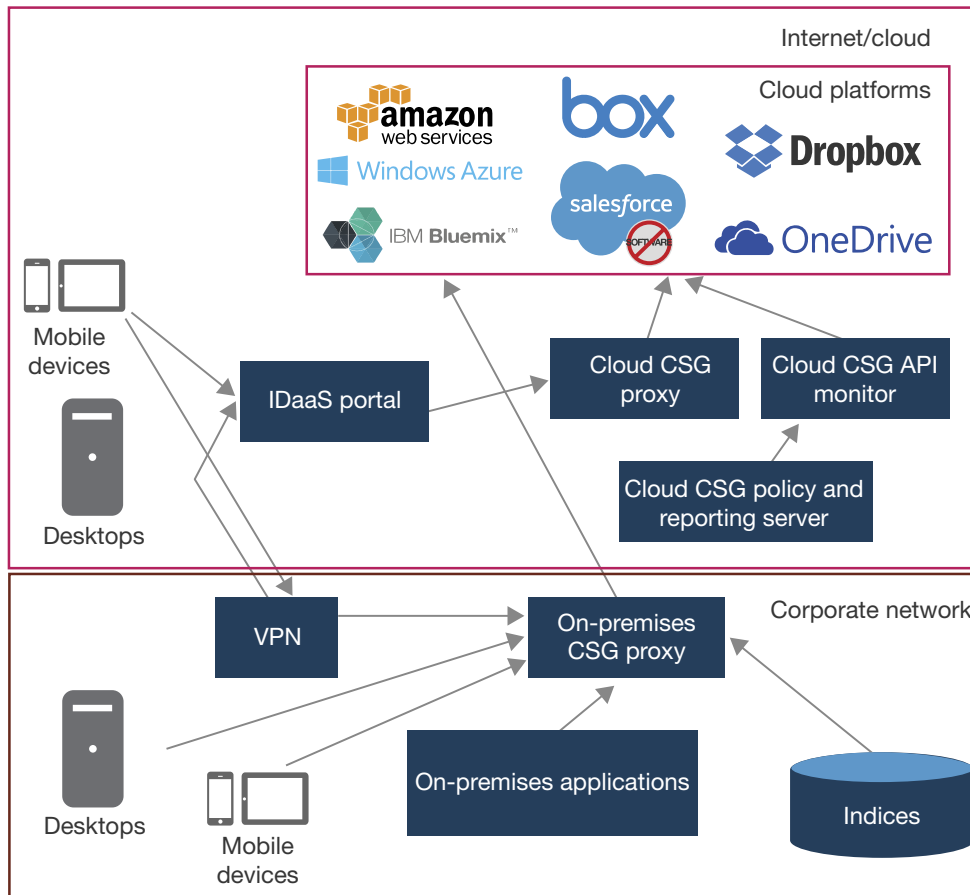 Internet/cloud
Cloud platforms
amazon
web services
box
Dropbox
Windows Azure
salesforce
SOFTWARE
IBM Bluemix™
OneDrive
Mobile
devices
IDaaS portal
Cloud CSG
proxy
Cloud CSG API
monitor
Cloud CSG policy and
reporting server
Desktops
Corporate network
VPN
On-premises
CSG proxy
On-premises applications
Indices
Desktops
Mobile
devices